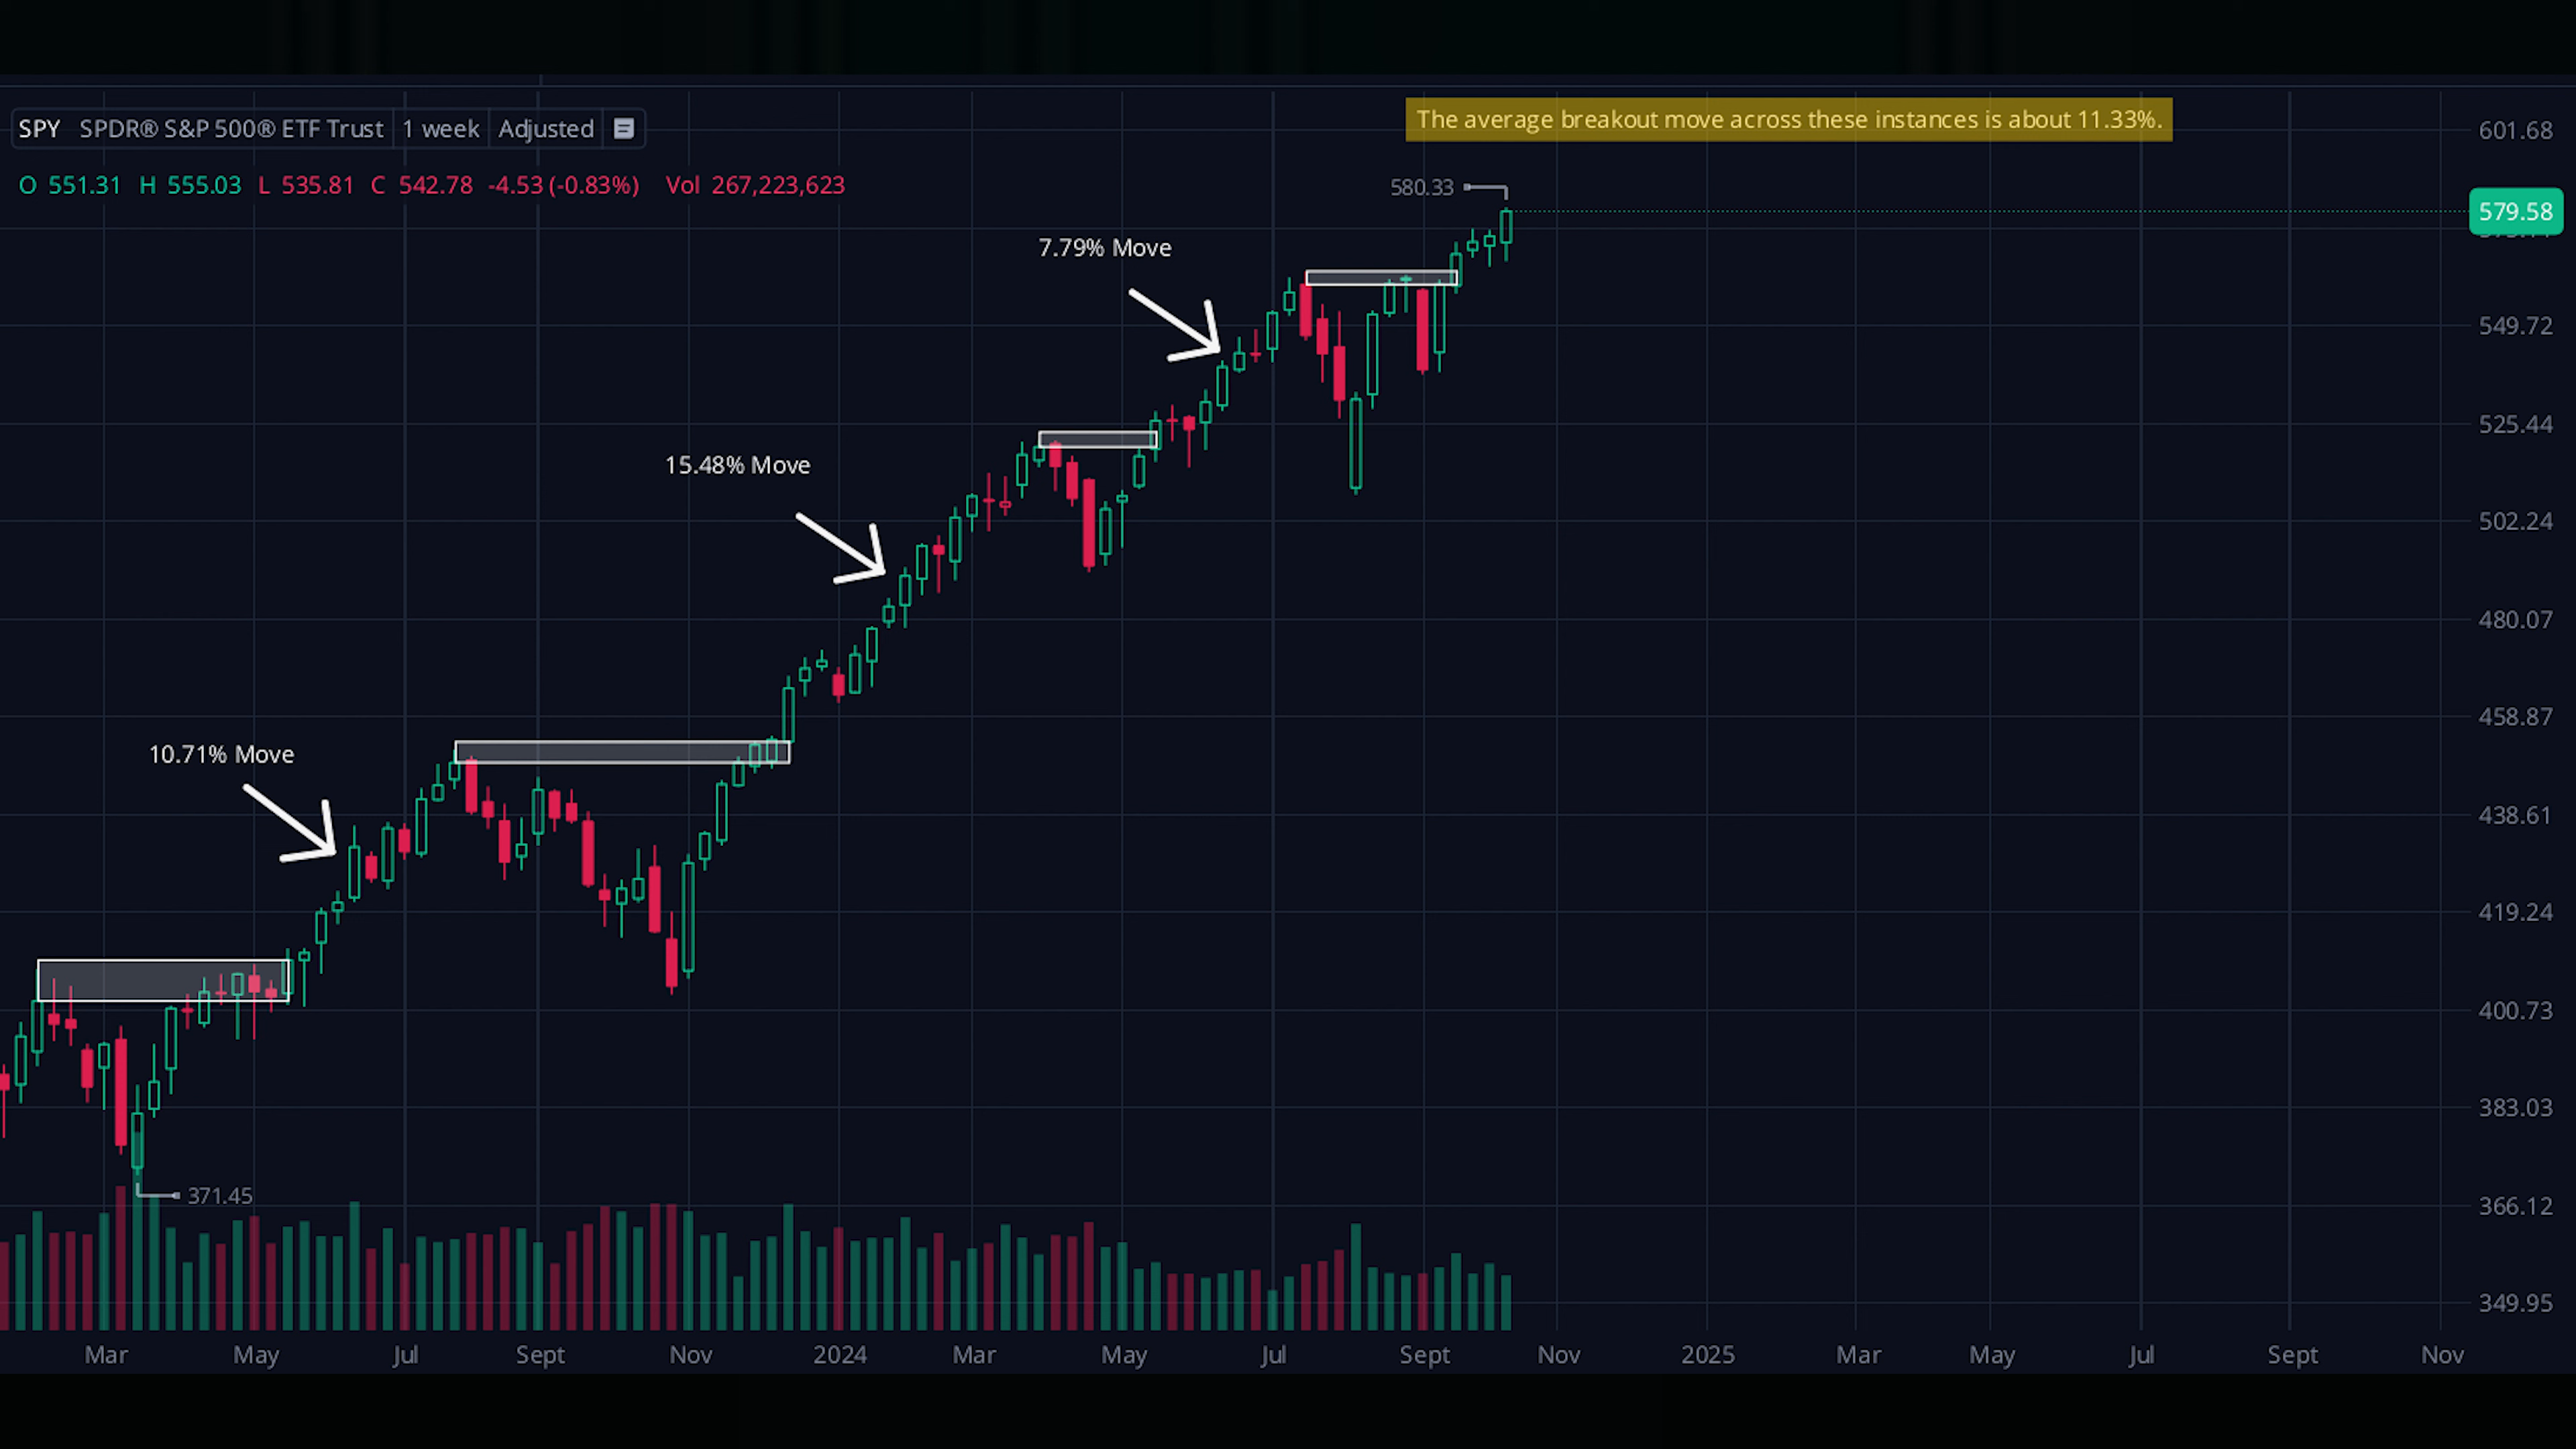 The average breakout move across these instances is about 11.33%.
SPY SPDR® S&P 500® ETF Trust 1 week Adjusted
O 551.31 H 555.03 L 535.81 C 542.78 -4.53 (-0.83%) Vol 267,223,623
601.68
580.33
579.58
7.79% Move
549.72
525.44
15.48% Move
502.24
480.07
458.87
10.71% Move
438.61
419.24
400.73
383.03
371.45
366.12
349.95
Mar May Jul Sept Nov 2024 Mar May Jul Sept Nov 2025 Mar May Jul Sept Nov